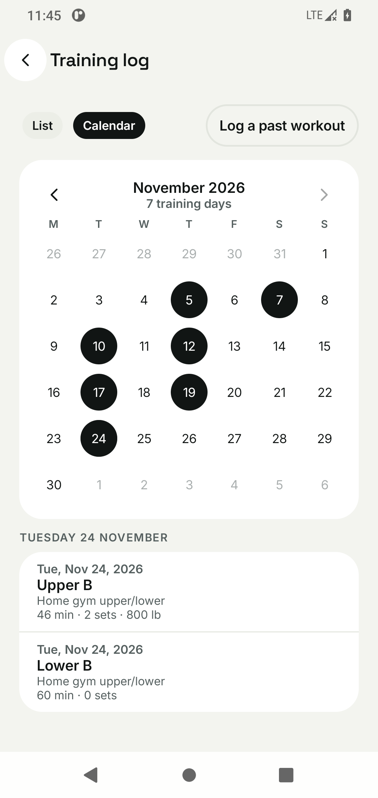 11:45
LTE
Training log
List
Calendar
Log a past workout
November 2026
7 training days
M T W T F S S
26 27 28 29 30 31 1
2 3 4 5 6 7 8
9 10 11 12 13 14 15
16 17 18 19 20 21 22
23 24 25 26 27 28 29
30 1 2 3 4 5 6
TUESDAY 24 NOVEMBER
Tue, Nov 24, 2026
Upper B
Home gym upper/lower
46 min · 2 sets · 800 lb
Tue, Nov 24, 2026
Lower B
Home gym upper/lower
60 min · 0 sets